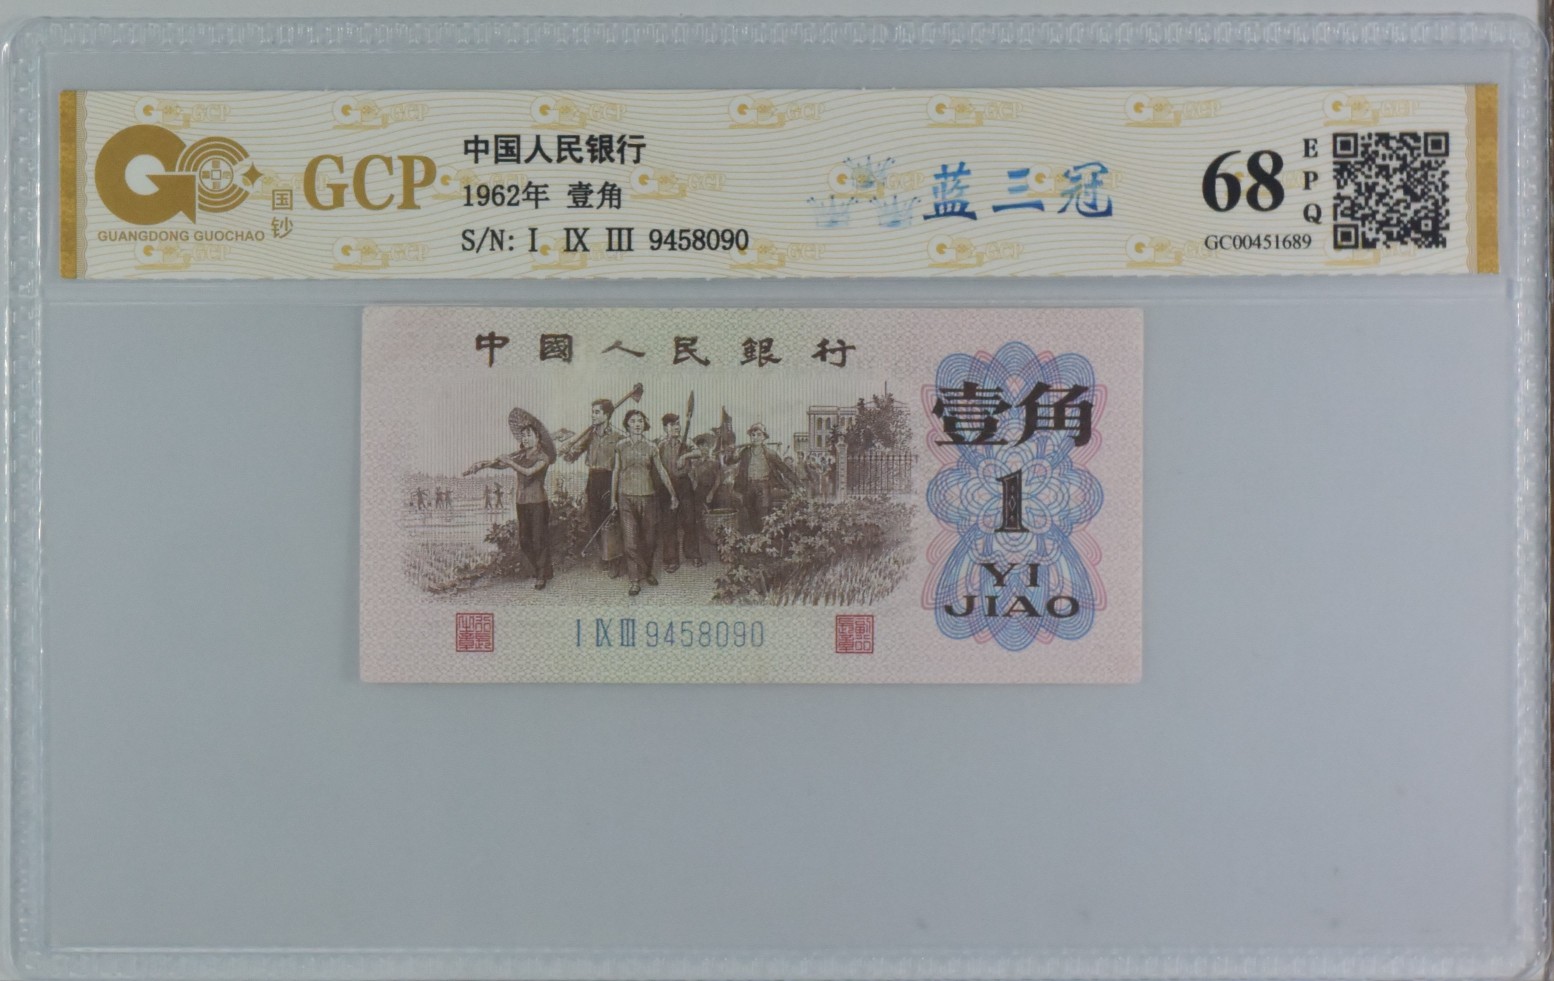 GCP
GUANGDONG GUOCHAO
国钞
中国人民银行
1962年 壹角
S/N: I IX III 9458090
蓝三冠
68
EPQ
GC00451689
中國人民銀行
壹角
1
YI
JIAO
I IX III 9458090